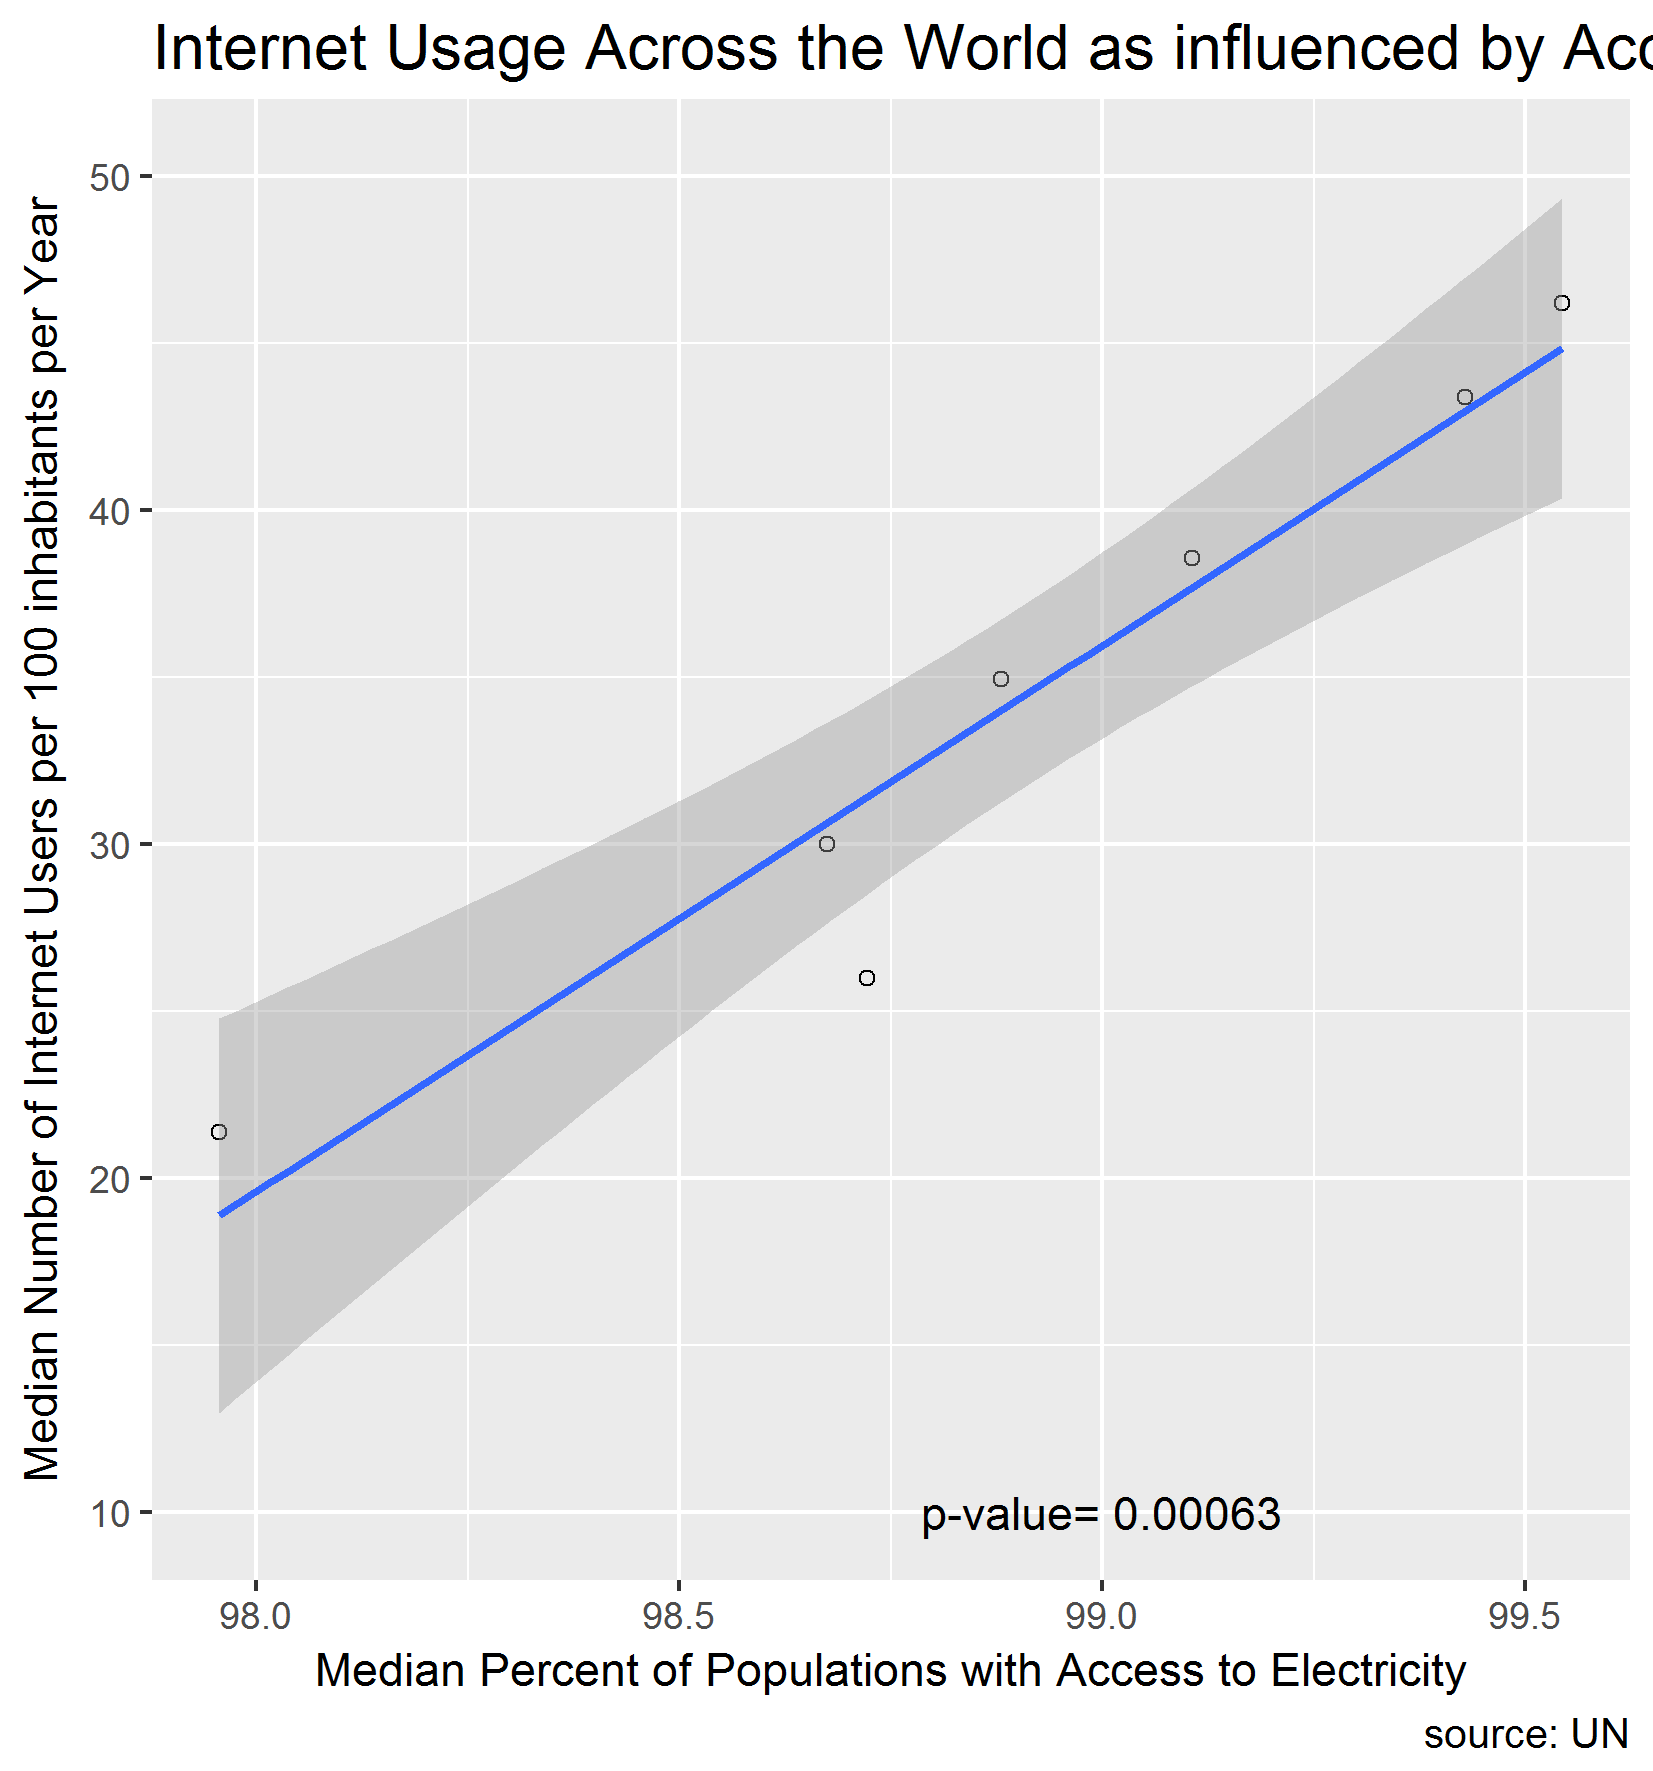 Internet Usage Across the World as influenced by Acc
Median Number of Internet Users per 100 inhabitants per Year
50
40
30
20
10
p-value= 0.00063
98.0 98.5 99.0 99.5
Median Percent of Populations with Access to Electricity
source: UN